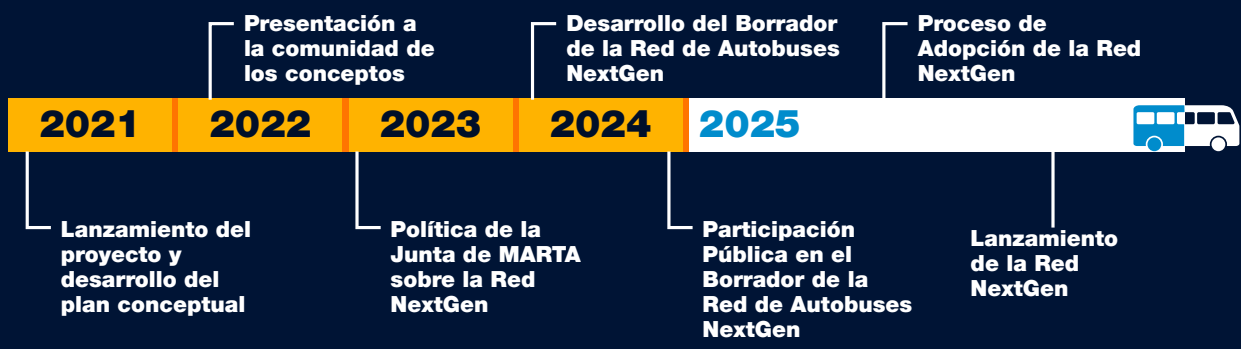 Presentación a
la comunidad de
los conceptos
Desarrollo del Borrador
de la Red de Autobuses
NextGen
Proceso de
Adopción de la Red
NextGen
2021
2022
2023
2024
2025
Lanzamiento del
proyecto y
desarrollo del
plan conceptual
Política de la
Junta de MARTA
sobre la Red
NextGen
Participación
Pública en el
Borrador de la
Red de Autobuses
NextGen
Lanzamiento
de la Red
NextGen